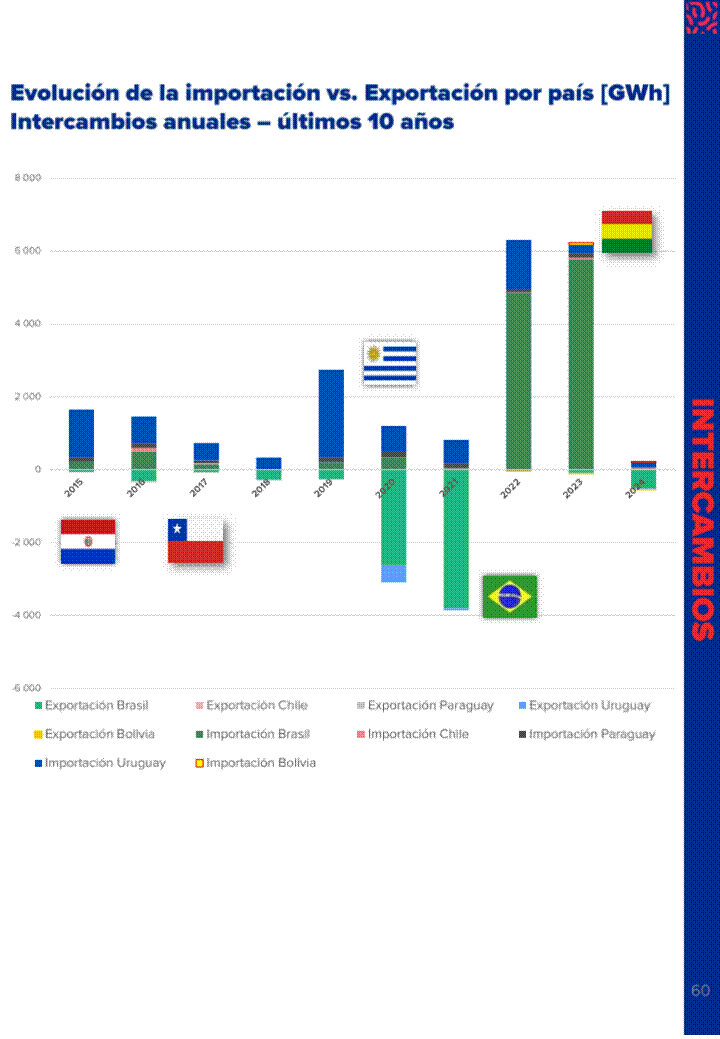 Evolución de la importación vs. Exportación por país [GWh]
Intercambios anuales – últimos 10 años
8 000
6 000
4 000
2 000
0
2015
2016
2017
2018
2019
2020
2021
2022
2023
2024
-2 000
-4 000
-6 000
Exportación Brasil
Exportación Chile
Exportación Paraguay
Exportación Uruguay
Exportación Bolivia
Importación Brasil
Importación Chile
Importación Paraguay
Importación Uruguay
Importación Bolivia
INTERCAMBIOS
60